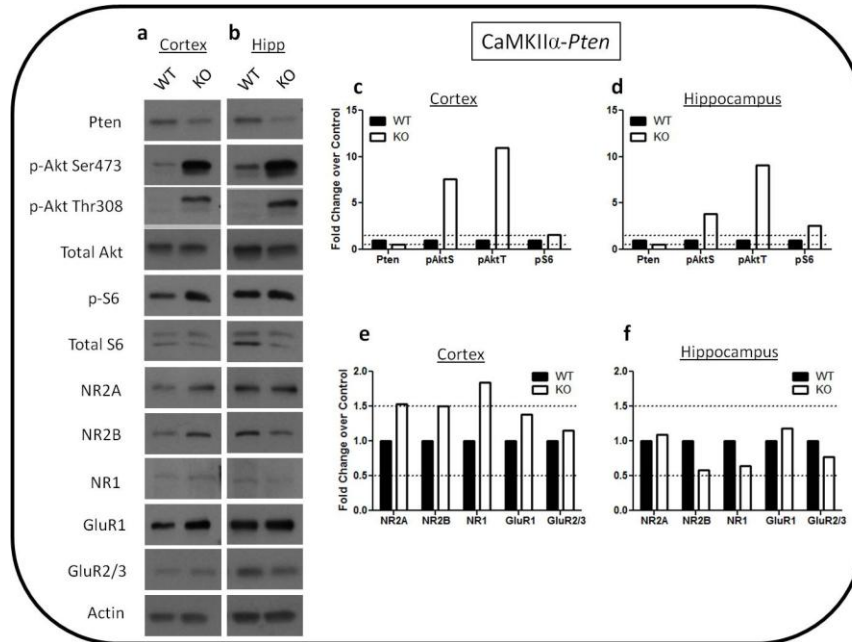 CaMKIIα-Pten
a Cortex b Hipp
WT KO WT KO
Pten
p-Akt Ser473
p-Akt Thr308
Total Akt
p-S6
Total S6
NR2A
NR2B
NR1
GluR1
GluR2/3
Actin
c
Cortex
WT
KO
Fold Change over Control
15
10
5
0
Pten pAktS pAktT pS6
d
Hippocampus
WT
KO
15
10
5
0
Pten pAktS pAktT pS6
e
Cortex
WT
KO
Fold Change over Control
2.0
1.5
1.0
0.5
0.0
NR2A NR2B NR1 GluR1 GluR2/3
f
Hippocampus
WT
KO
2.0
1.5
1.0
0.5
0.0
NR2A NR2B NR1 GluR1 GluR2/3